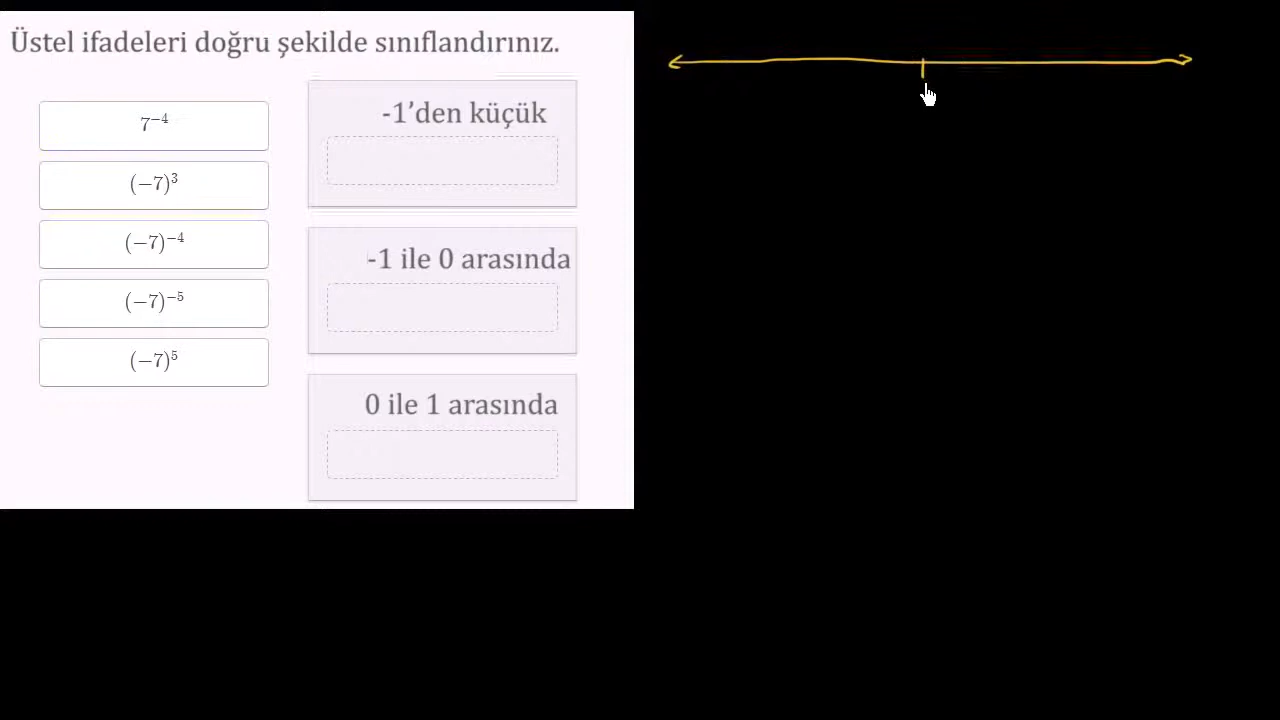 Üstel ifadeleri doğru şekilde sınıflandırınız.
7⁻⁴
(−7)³
(−7)⁻⁴
(−7)⁻⁵
(−7)⁵
-1’den küçük
-1 ile 0 arasında
0 ile 1 arasında